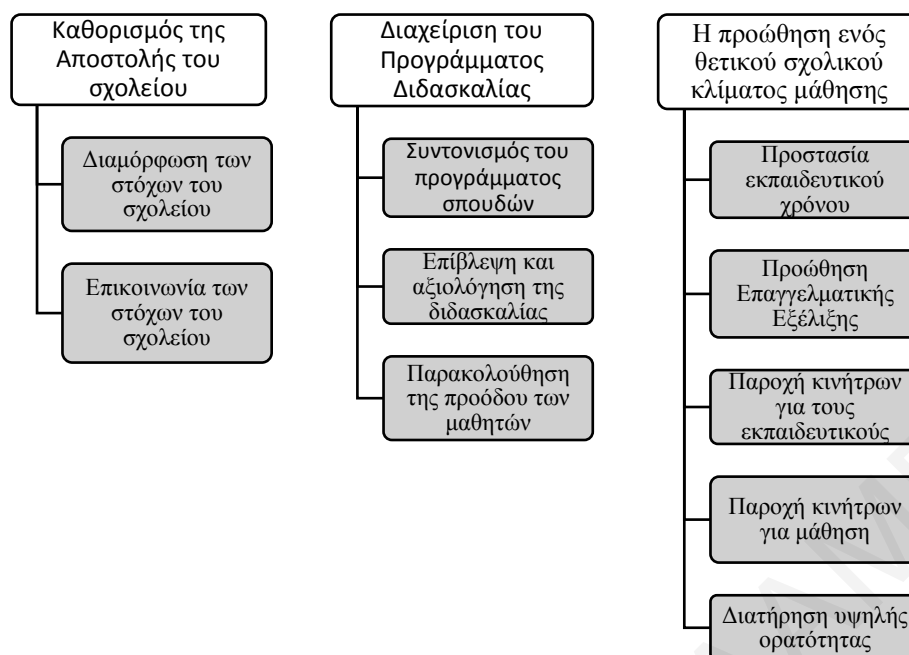 Καθορισμός της
Αποστολής του
σχολείου
Διαμόρφωση των
στόχων του
σχολείου
Επικοινωνία των
στόχων του
σχολείου
Διαχείριση του
Προγράμματος
Διδασκαλίας
Συντονισμός του
προγράμματος
σπουδών
Επίβλεψη και
αξιολόγηση της
διδασκαλίας
Παρακολούθηση
της προόδου των
μαθητών
Η προώθηση ενός
θετικού σχολικού
κλίματος μάθησης
Προστασία
εκπαιδευτικού
χρόνου
Προώθηση
Επαγγελματικής
Εξέλιξης
Παροχή κινήτρων
για τους
εκπαιδευτικούς
Παροχή κινήτρων
για μάθηση
Διατήρηση υψηλής
ορατότητας